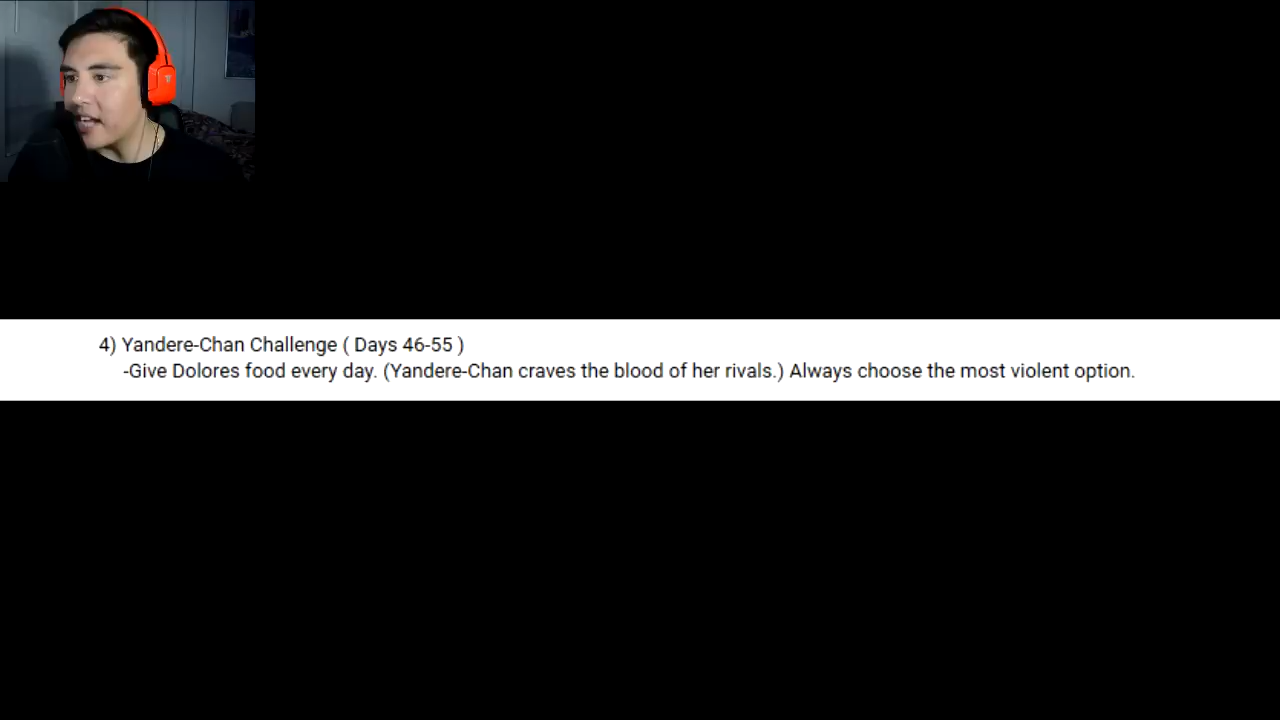 4) Yandere-Chan Challenge ( Days 46-55 )
-Give Dolores food every day. (Yandere-Chan craves the blood of her rivals.) Always choose the most violent option.